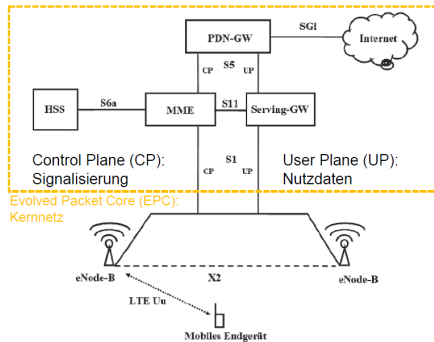 SGi
PDN-GW
Internet
S5
CP
UP
S6a
S11
HSS
MME
Serving-GW
Control Plane (CP):
Signalisierung
S1
CP
UP
User Plane (UP):
Nutzdaten
Evolved Packet Core (EPC):
Kernnetz
eNode-B
X2
eNode-B
LTE Uu
Mobiles Endgerät